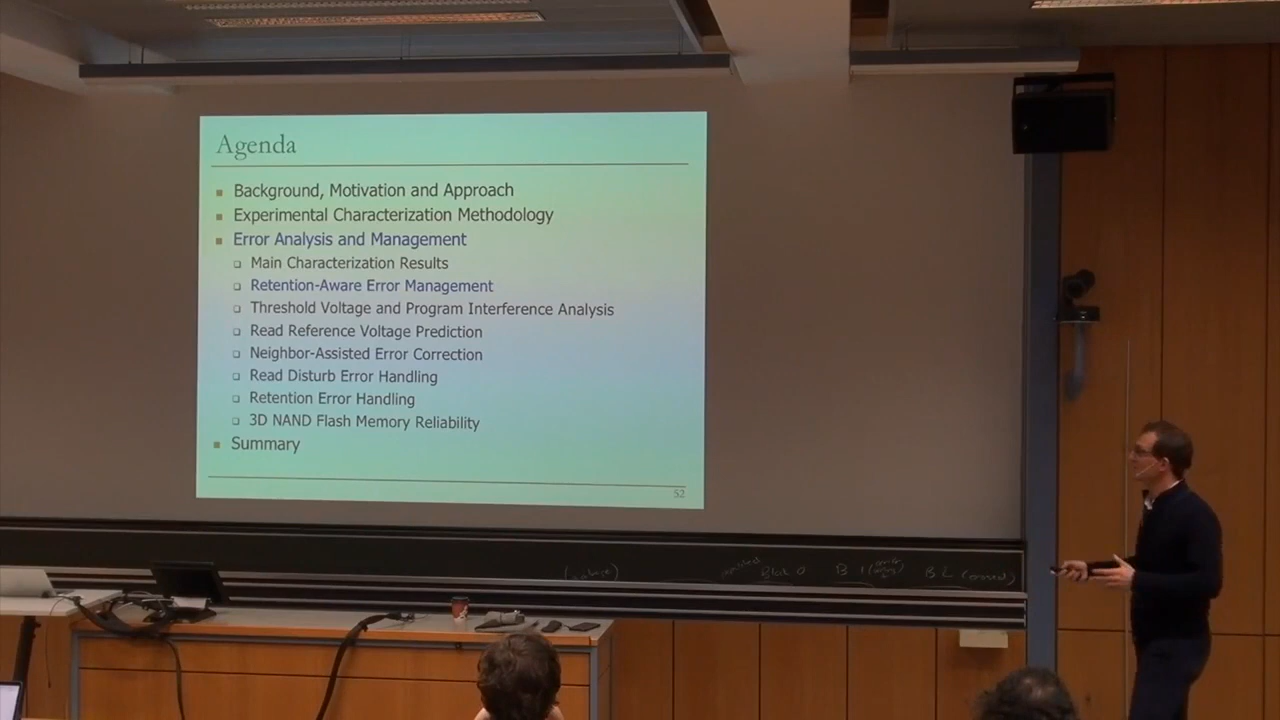 Agenda
Background, Motivation and Approach
Experimental Characterization Methodology
Error Analysis and Management
Main Characterization Results
Retention-Aware Error Management
Threshold Voltage and Program Interference Analysis
Read Reference Voltage Prediction
Neighbor-Assisted Error Correction
Read Disturb Error Handling
Retention Error Handling
3D NAND Flash Memory Reliability
Summary
52